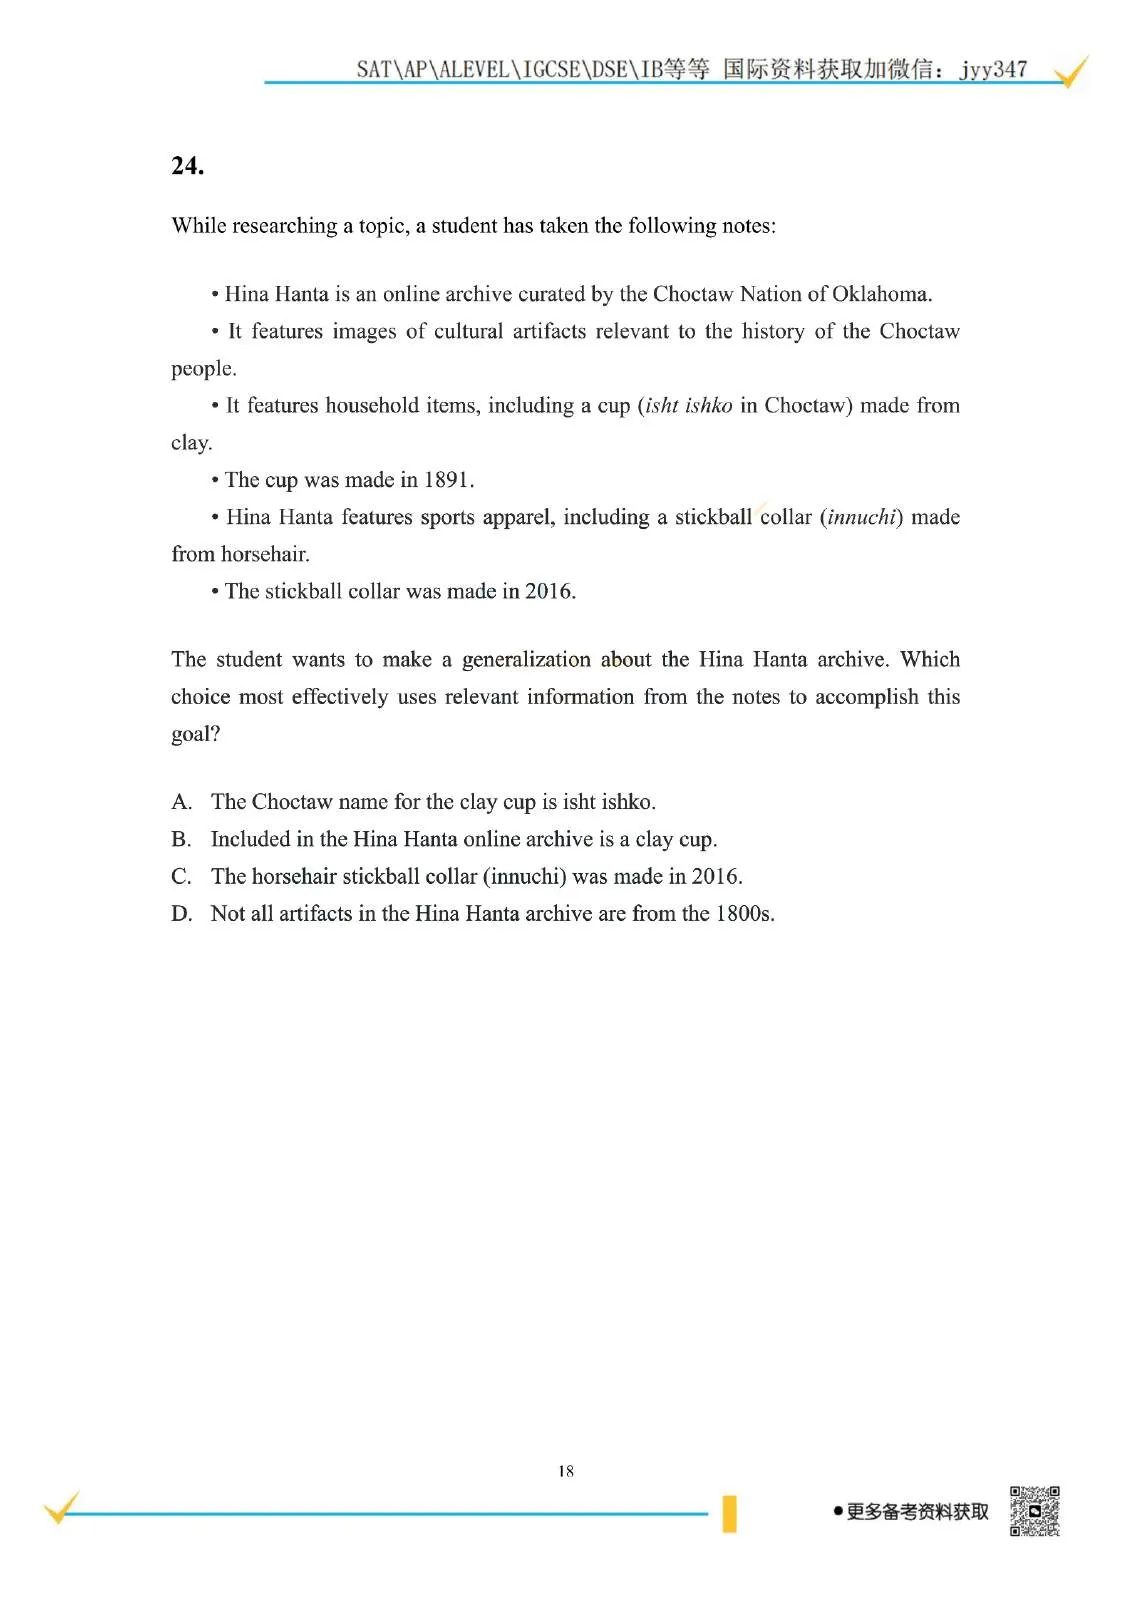 SAT\AP\ALEVEL\IGCSE\DSE\IB等等 国际资料获取加微信：jyy347
24.
While researching a topic, a student has taken the following notes:
• Hina Hanta is an online archive curated by the Choctaw Nation of Oklahoma.
• It features images of cultural artifacts relevant to the history of the Choctaw
people.
• It features household items, including a cup (isht ishko in Choctaw) made from
clay.
• The cup was made in 1891.
• Hina Hanta features sports apparel, including a stickball collar (innuchi) made
from horsehair.
• The stickball collar was made in 2016.
The student wants to make a generalization about the Hina Hanta archive. Which
choice most effectively uses relevant information from the notes to accomplish this
goal?
A. The Choctaw name for the clay cup is isht ishko.
B. Included in the Hina Hanta online archive is a clay cup.
C. The horsehair stickball collar (innuchi) was made in 2016.
D. Not all artifacts in the Hina Hanta archive are from the 1800s.
18
•更多备考资料获取